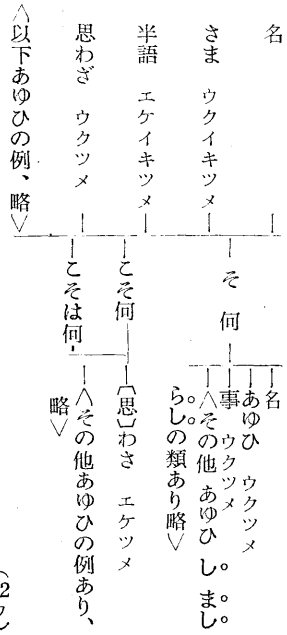 名
さま ウクイキツメ
半語 エケイキツメ
思わざ ウクツメ
〈以下あゆひの例、略〉
そ何
こそ何
こそは何
名
あゆひ ウクツメ
事 ウクツメ
〈その他あゆひ し まし
らしの類あり略〉
〔思〕わさ エケツメ
〈その他あゆひの例あり、
略〉